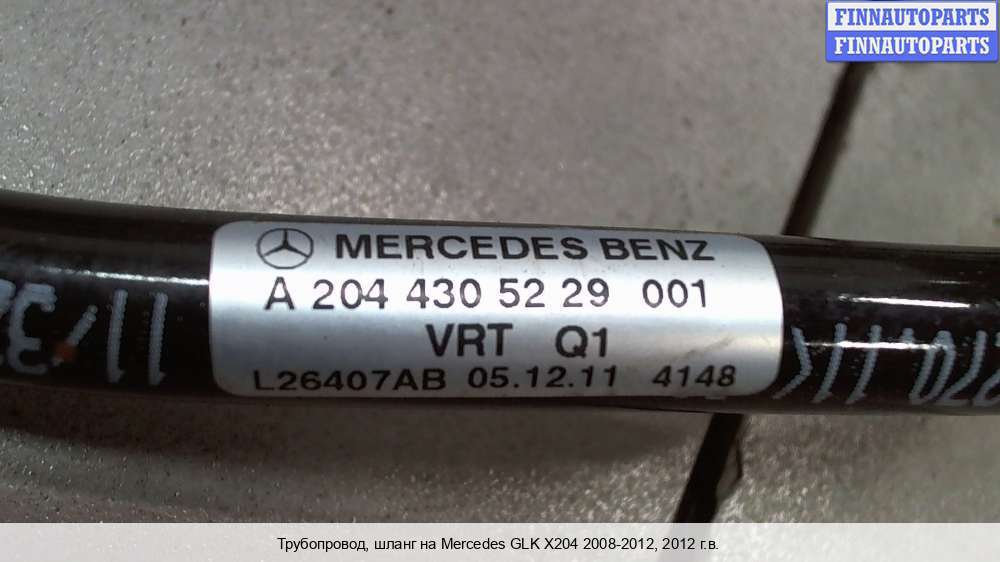 FINNAUTOPARTS
FINNAUTOPARTS
MERCEDES BENZ
A 204 430 52 29 001
VRT Q1
L26407AB 05.12.11 4148
Трубопровод, шланг на Mercedes GLK X204 2008-2012, 2012 г.в.